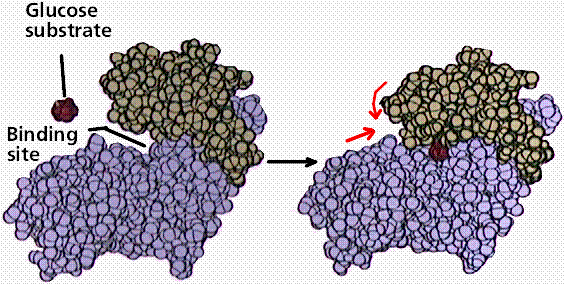 Glucose
substrate
Binding
site